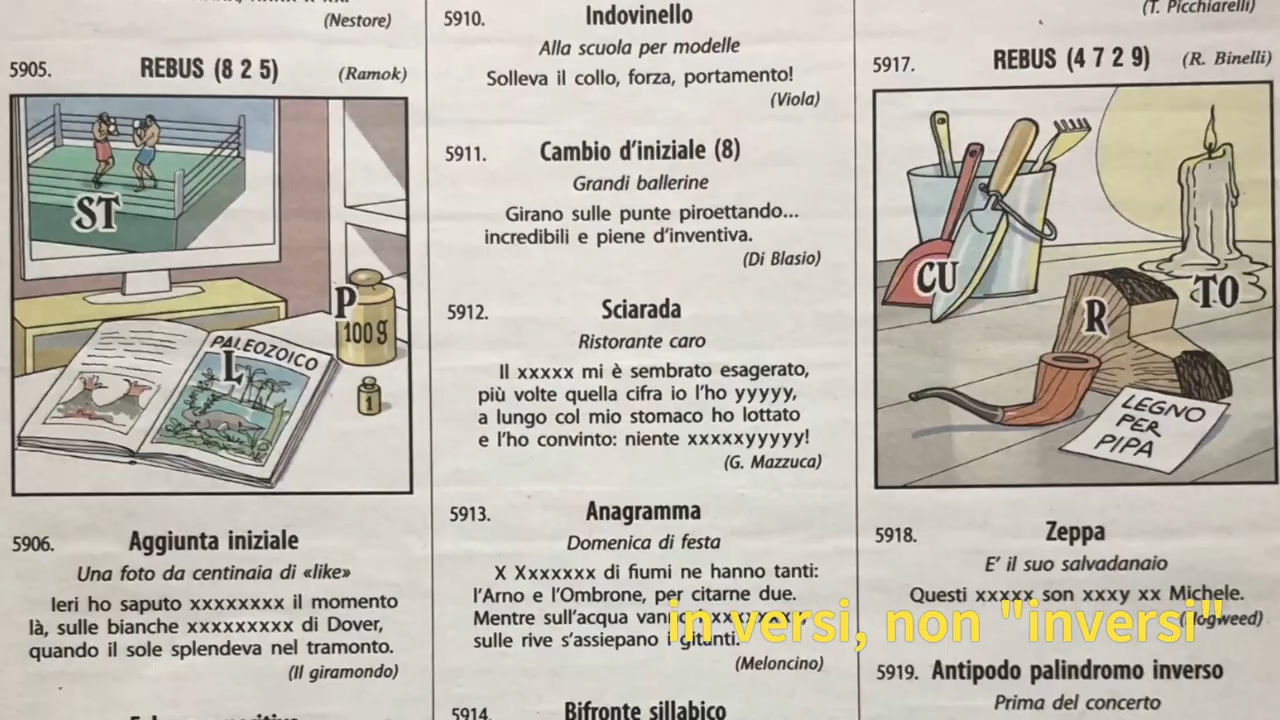 (Nestore)
5905. REBUS (8 2 5) (Ramok)
ST
P
100 g
1
PALEOZOICO
L
5906. Aggiunta iniziale
Una foto da centinaia di «like»
Ieri ho saputo xxxxxxxx il momento
là, sulle bianche xxxxxxxxx di Dover,
quando il sole splendeva nel tramonto.
(Il giramondo)
5910. Indovinello
Alla scuola per modelle
Solleva il collo, forza, portamento!
(Viola)
5911. Cambio d'iniziale (8)
Grandi ballerine
Girano sulle punte piroettando...
incredibili e piene d'inventiva.
(Di Blasio)
5912. Sciarada
Ristorante caro
Il xxxxx mi è sembrato esagerato,
più volte quella cifra io l'ho yyyyy,
a lungo col mio stomaco ho lottato
e l'ho convinto: niente xxxxxyyyyy!
(G. Mazzuca)
5913. Anagramma
Domenica di festa
X Xxxxxxx di fiumi ne hanno tanti:
l'Arno e l'Ombrone, per citarne due.
Mentre sull'acqua
sulle rive s'assiepano i gitanti.
(Meloncino)
5914. Bifronte sillabico
(T. Picchiarelli)
5917. REBUS (4 7 2 9) (R. Binelli)
CU
R
TO
LEGNO
PER
PIPA
5918. Zeppa
E' il suo salvadanaio
Questi xxxxx son xxxy xx Michele.
in versi, non "inversi"
5919. Antipodo palindromo inverso
Prima del concerto